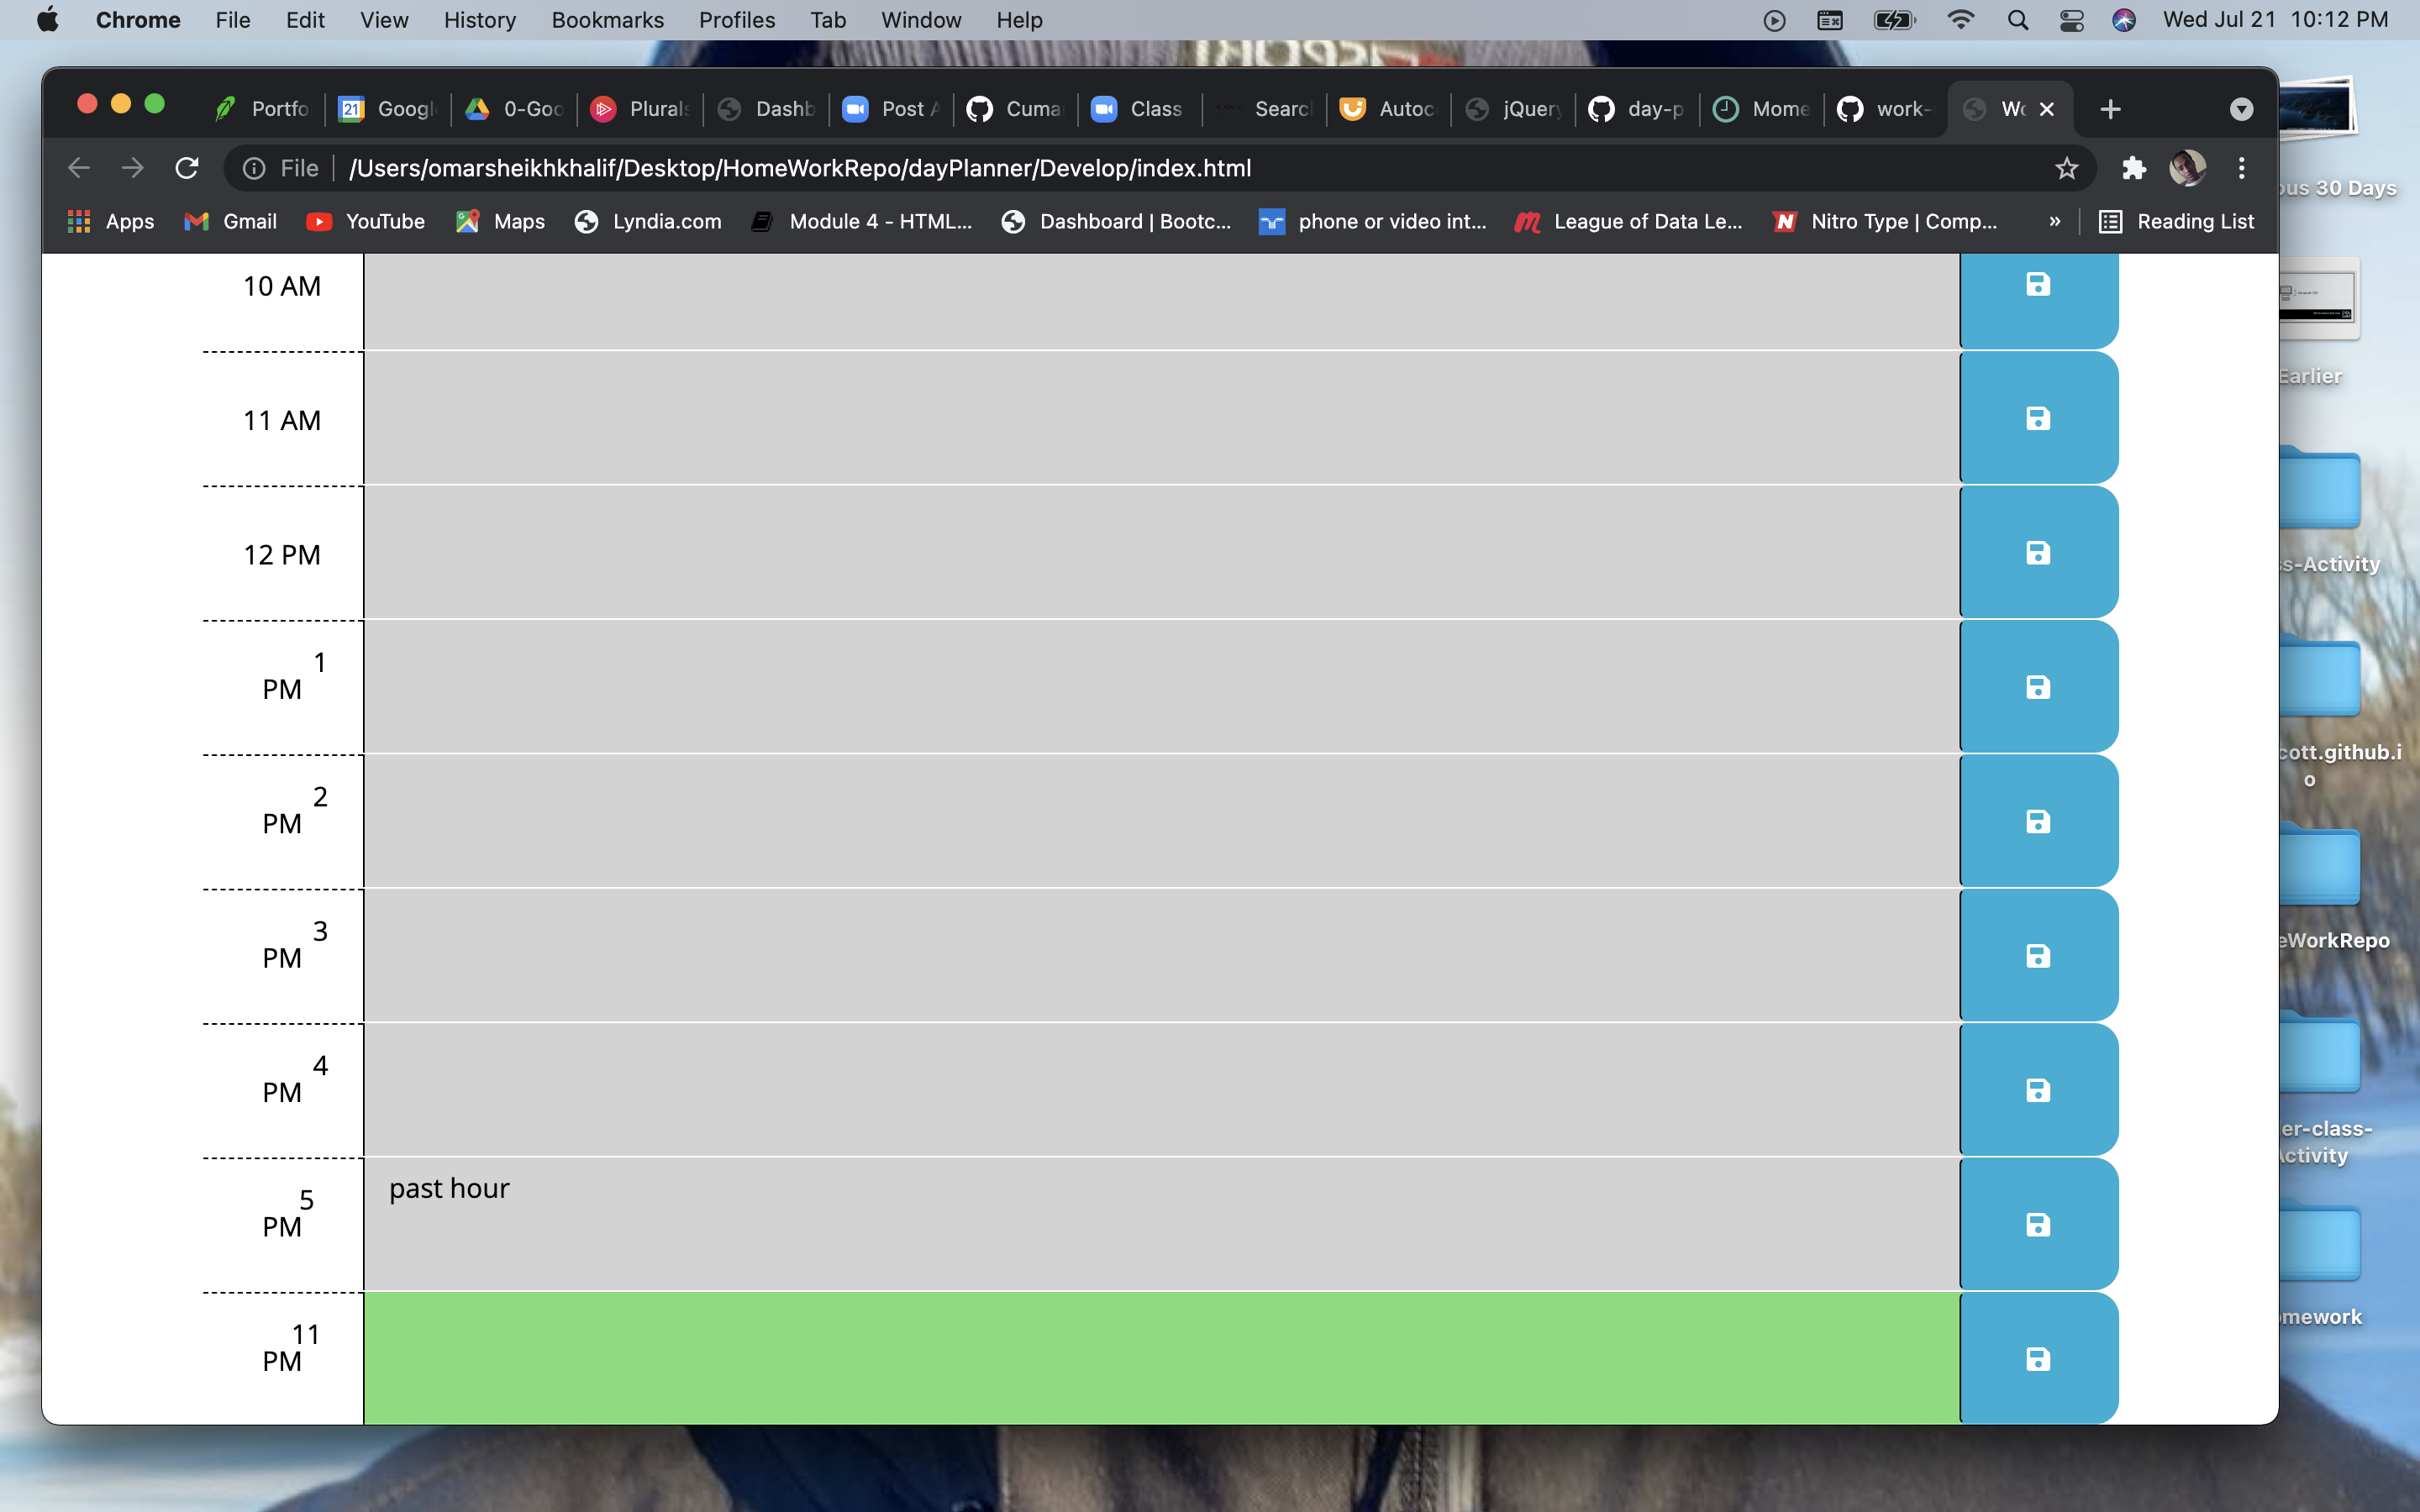 Chrome File Edit View History Bookmarks Profiles Tab Window Help Wed Jul 21 10:12 PM
Portfo 21 Googl 0-Goo Plurals Dashb Post A Cuma Class Searc Autoc jQuery day-p Mome work- Wo
File /Users/omarsheikhkhalif/Desktop/HomeWorkRepo/dayPlanner/Develop/index.html
Apps Gmail YouTube Maps Lyndia.com Module 4 - HTML... Dashboard | Bootc... phone or video int... League of Data Le... Nitro Type | Comp... » Reading List
ous 30 Days
10 AM
Earlier
11 AM
12 PM
ss-Activity
1
PM
cott.github.i
o
2
PM
3
eWorkRepo
PM
4
PM
er-class-
Activity
past hour
5
PM
mework
11
PM